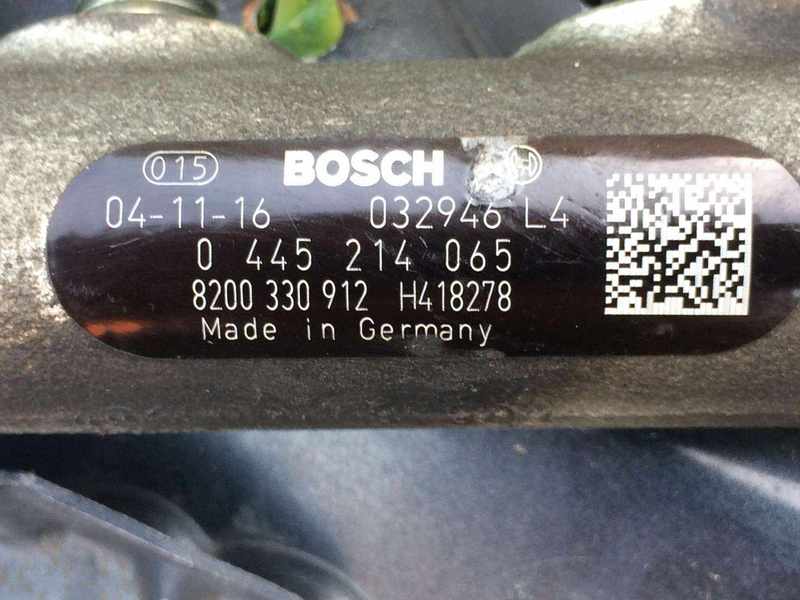 015 BOSCH
04-11-16 032946 L4
0 445 214 065
8200 330 912 H418278
Made in Germany